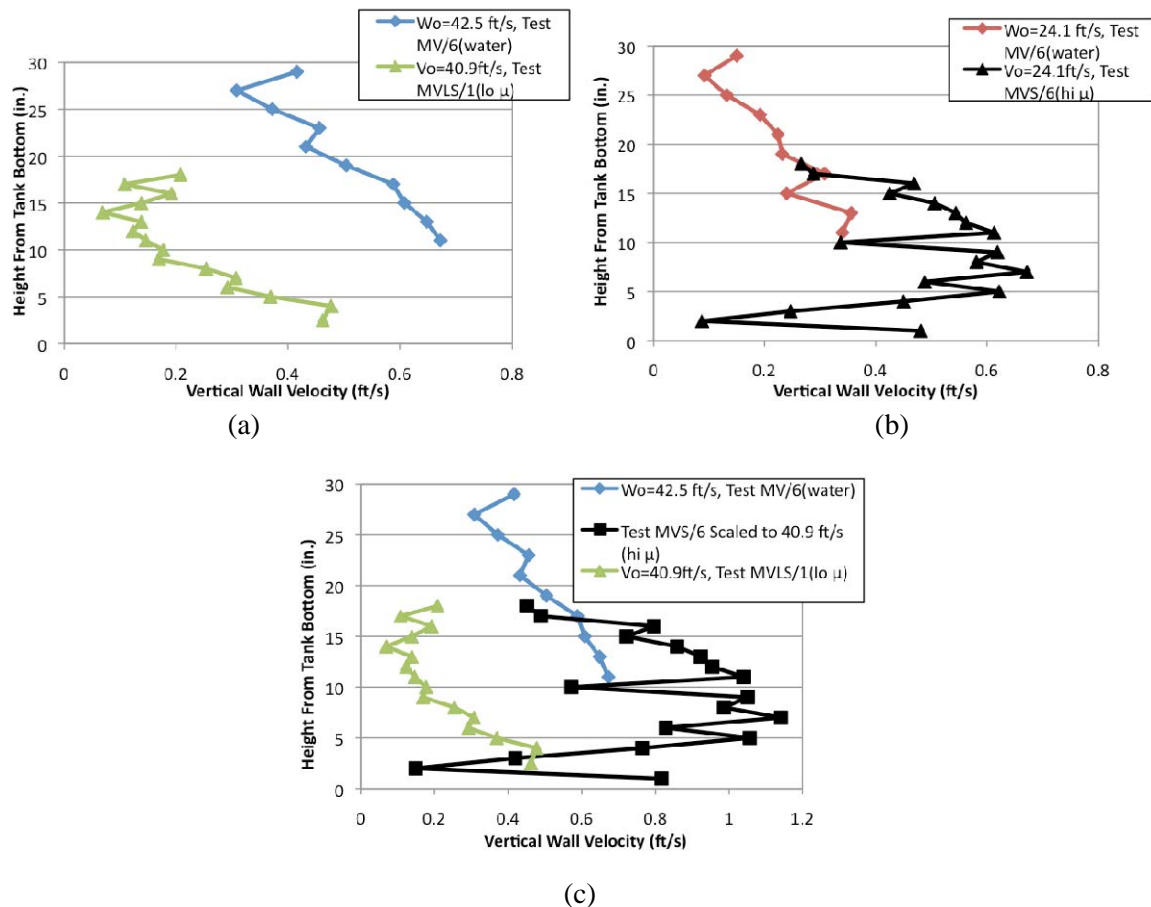 Wo=42.5 ft/s, Test
MV/6(water)
Vo=40.9ft/s, Test
MVLS/1(lo μ)
Height From Tank Bottom (in.)
30
25
20
15
10
5
0
0 0.2 0.4 0.6 0.8
Vertical Wall Velocity (ft/s)
(a)
Wo=24.1 ft/s, Test
MV/6(water)
Vo=24.1ft/s, Test
MVS/6(hi μ)
Height From Tank Bottom (in.)
30
25
20
15
10
5
0
0 0.2 0.4 0.6 0.8
Vertical Wall Velocity (ft/s)
(b)
Wo=42.5 ft/s, Test MV/6(water)
Test MVS/6 Scaled to 40.9 ft/s
(hi μ)
Vo=40.9ft/s, Test MVLS/1(lo μ)
Height From Tank Bottom (in.)
30
25
20
15
10
5
0
0 0.2 0.4 0.6 0.8 1 1.2
Vertical Wall Velocity (ft/s)
(c)